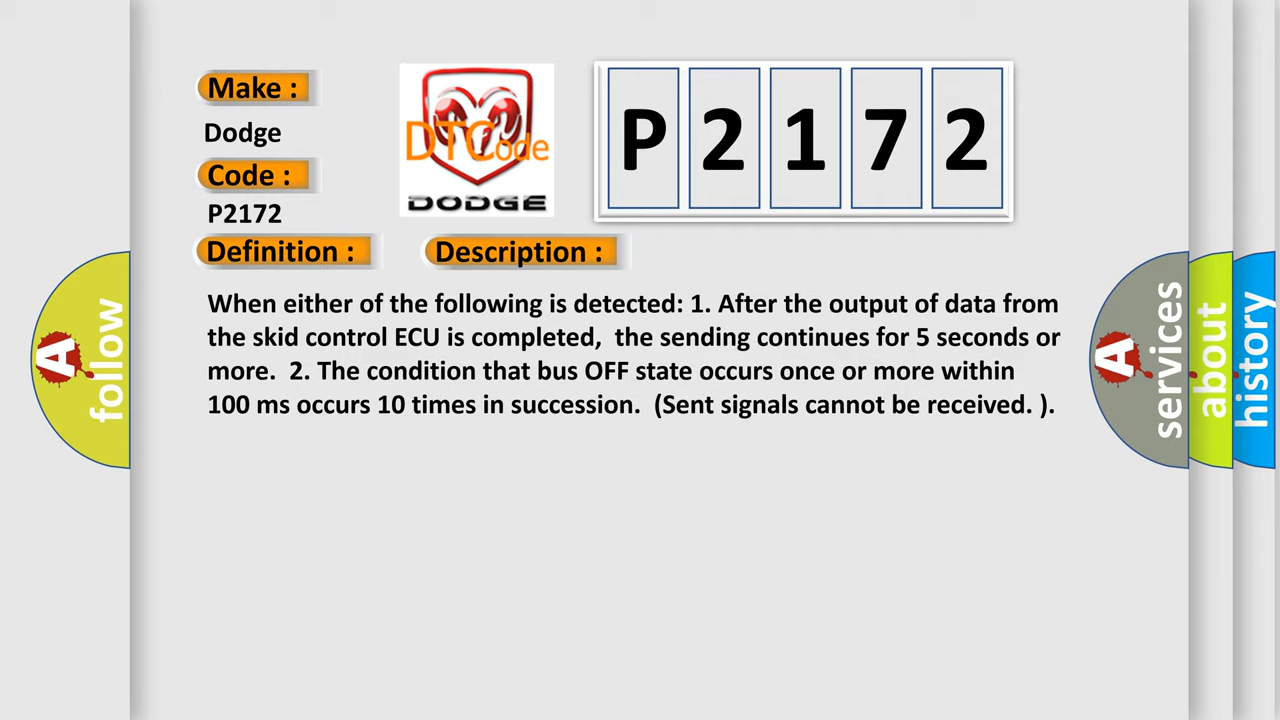 Make :
Dodge
Code :
P2172
Definition :
Description :
DTCode
DODGE
P 2 1 7 2
When either of the following is detected: 1. After the output of data from
the skid control ECU is completed, the sending continues for 5 seconds or
more. 2. The condition that bus OFF state occurs once or more within
100 ms occurs 10 times in succession. (Sent signals cannot be received. ).
A
follow
A
services
about
history